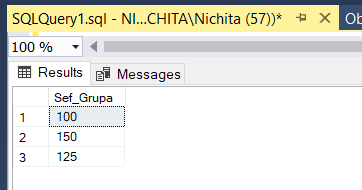 SQLQuery1.sql - NI...CHITA\Nichita (57))*
Ob
100 %
Results
Messages
Sef_Grupa
1 100
2 150
3 125